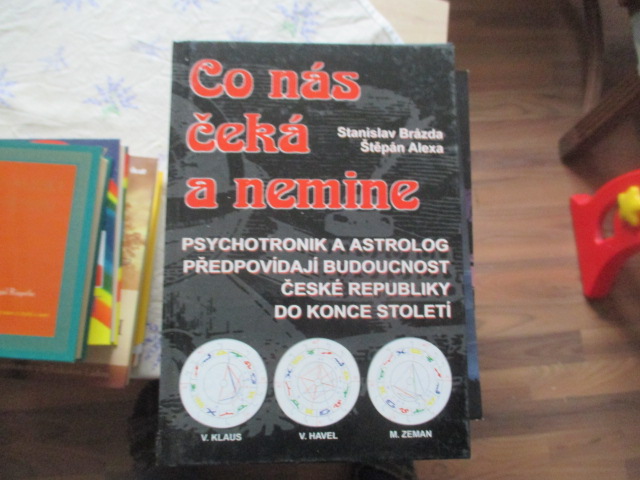 Co nás
čeká
a nemine
Stanislav Brázda
Štěpán Alexa
PSYCHOTRONIK A ASTROLOG
PŘEDPOVÍDAJÍ BUDOUCNOST
ČESKÉ REPUBLIKY
DO KONCE STOLETÍ
V. KLAUS
V. HAVEL
M. ZEMAN